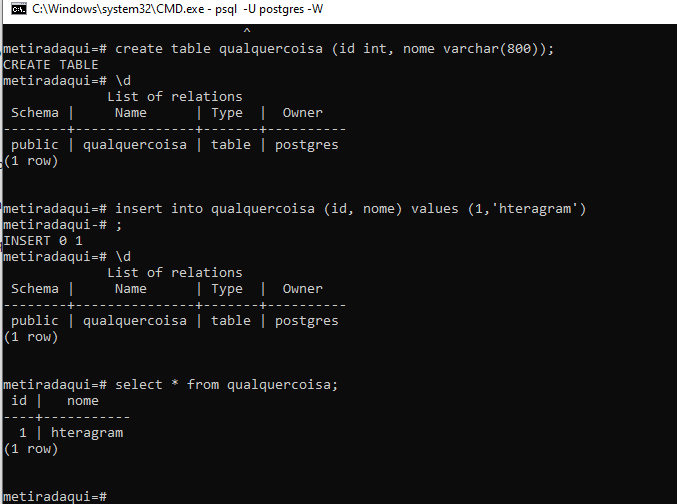 C:\Windows\system32\CMD.exe - psql -U postgres -W
^
metiradaqui=# create table qualquercoisa (id int, nome varchar(800));
CREATE TABLE
metiradaqui=# \d
List of relations
Schema | Name | Type | Owner
--------+---------------+-------+----------
public | qualquercoisa | table | postgres
(1 row)
metiradaqui=# insert into qualquercoisa (id, nome) values (1,'hteragram')
metiradaqui-# ;
INSERT 0 1
metiradaqui=# \d
List of relations
Schema | Name | Type | Owner
--------+---------------+-------+----------
public | qualquercoisa | table | postgres
(1 row)
metiradaqui=# select * from qualquercoisa;
id | nome
----+-----------
1 | hteragram
(1 row)
metiradaqui=#